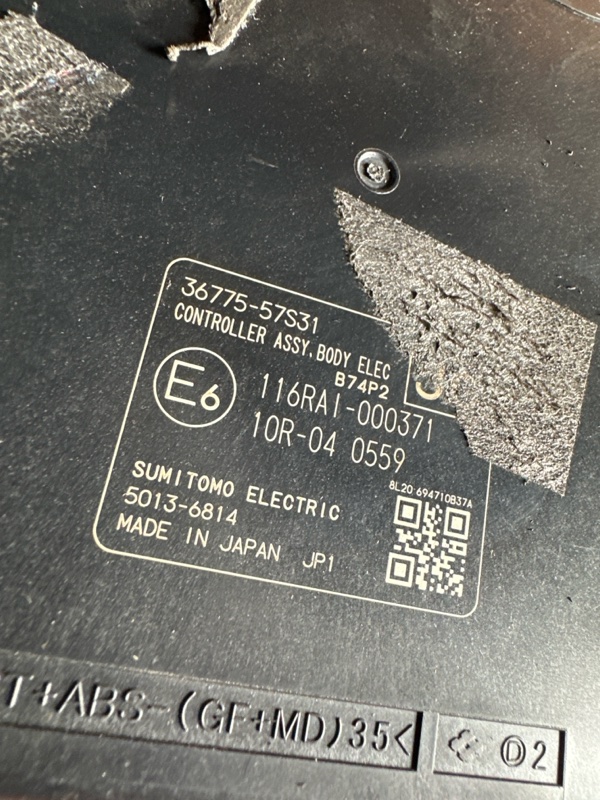 36775-57S31
CONTROLLER ASSY,BODY ELEC
B74P2
E6
116RAI-000371
10R-04 0559
8L20 694710B37A
SUMITOMO ELECTRIC
5013-6814
MADE IN JAPAN JP1
T+ABS-(GF+MD)35<
D2